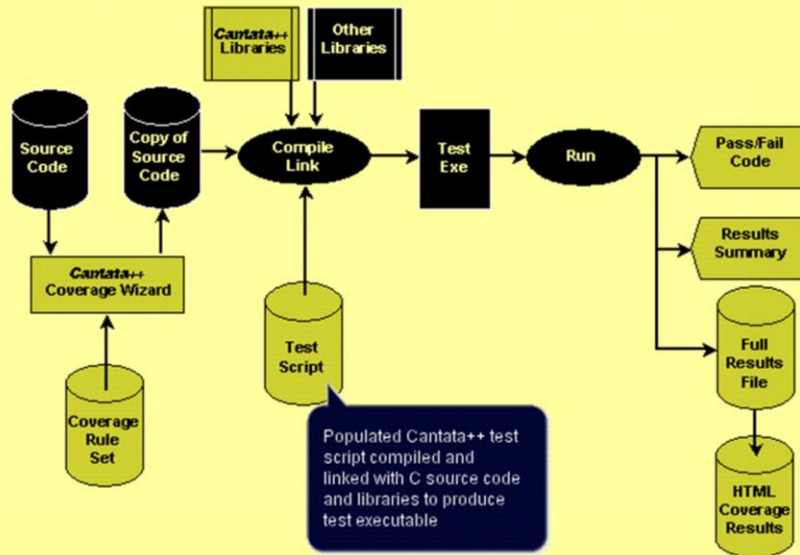 Cantata++
Libraries
Other
Libraries
Source
Code
Copy of
Source
Code
Compile
Link
Test
Exe
Run
Pass/Fail
Code
Results
Summary
Cantata++
Coverage Wizard
Test
Script
Full
Results
File
Coverage
Rule
Set
Populated Cantata++ test
script compiled and
linked with C source code
and libraries to produce
test executable
HTML
Coverage
Results